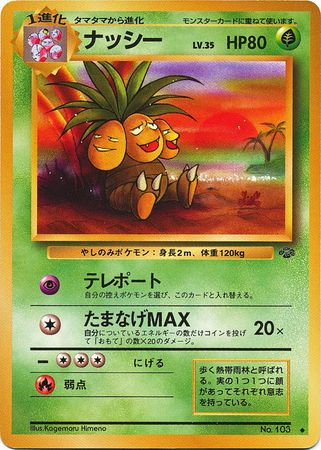 1進化 タマタマから進化 モンスターカードに重ねて使います。
ナッシー LV.35 HP80
やしのみポケモン：身長2m、体重120kg
テレポート
自分の控えポケモンを選び、このカードと入れ替える。
たまなげMAX 20×
自分についているエネルギーの数だけコインを投げ
て「おもて」の数×20のダメージ。
にげる
弱点
歩く熱帯雨林と呼ばれ
る。実の１つ１つに顔
があってそれぞれ意志
を持っている。
Illus.Kagemaru Himeno No.103